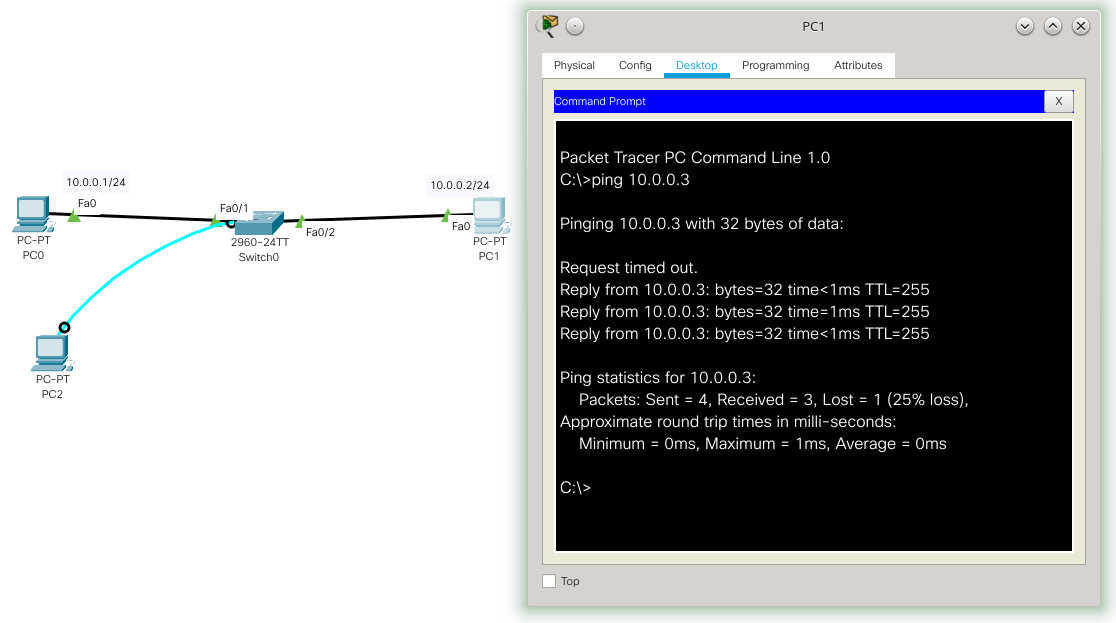 10.0.0.1/24
Fa0
PC-PT
PC0
Fa0/1
2960-24TT
Switch0
Fa0/2
10.0.0.2/24
Fa0
PC-PT
PC1
PC-PT
PC2
PC1
Physical Config Desktop Programming Attributes
Command Prompt X
Packet Tracer PC Command Line 1.0
C:\>ping 10.0.0.3
Pinging 10.0.0.3 with 32 bytes of data:
Request timed out.
Reply from 10.0.0.3: bytes=32 time<1ms TTL=255
Reply from 10.0.0.3: bytes=32 time=1ms TTL=255
Reply from 10.0.0.3: bytes=32 time<1ms TTL=255
Ping statistics for 10.0.0.3:
Packets: Sent = 4, Received = 3, Lost = 1 (25% loss),
Approximate round trip times in milli-seconds:
Minimum = 0ms, Maximum = 1ms, Average = 0ms
C:\>
Top